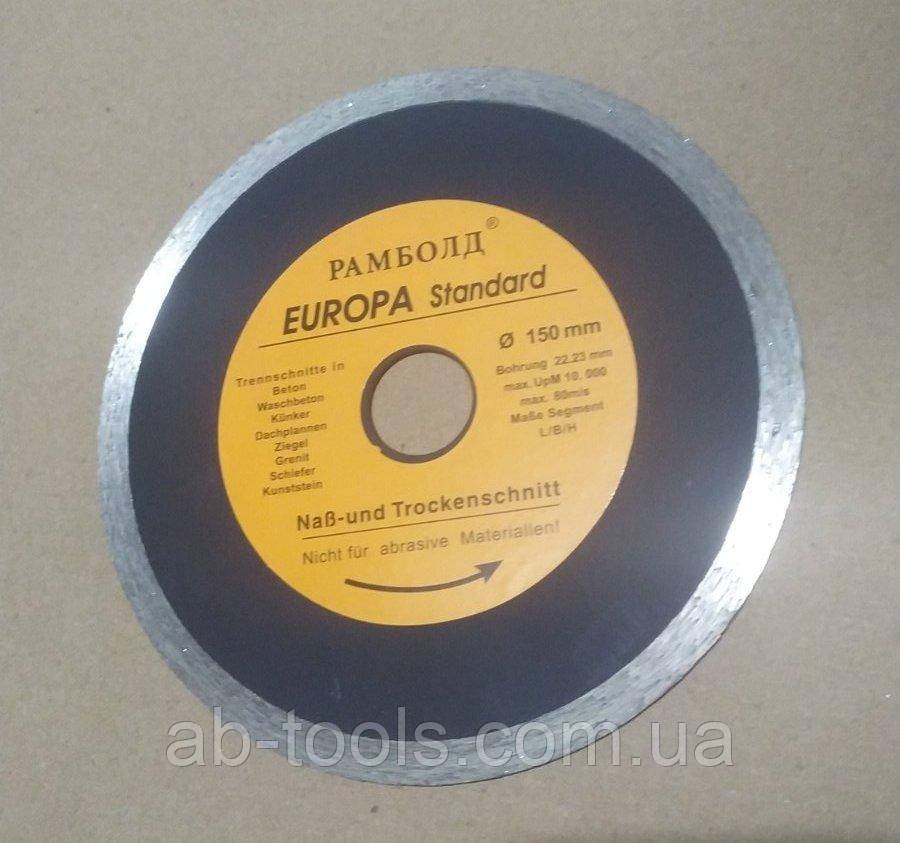 РАМБОЛД®
EUROPA Standard
Ø 150 mm
Bohrung 22.23 mm
max. UpM 10. 000
max. 80m/s
Maße Segment
L/B/H
Trennschnitte in
Beton
Waschbeton
Klinker
Dachplannen
Ziegel
Grenit
Schiefer
Kunststein
Naß-und Trockenschnitt
Nicht für abrasive Materiallen!
ab-tools.com.ua